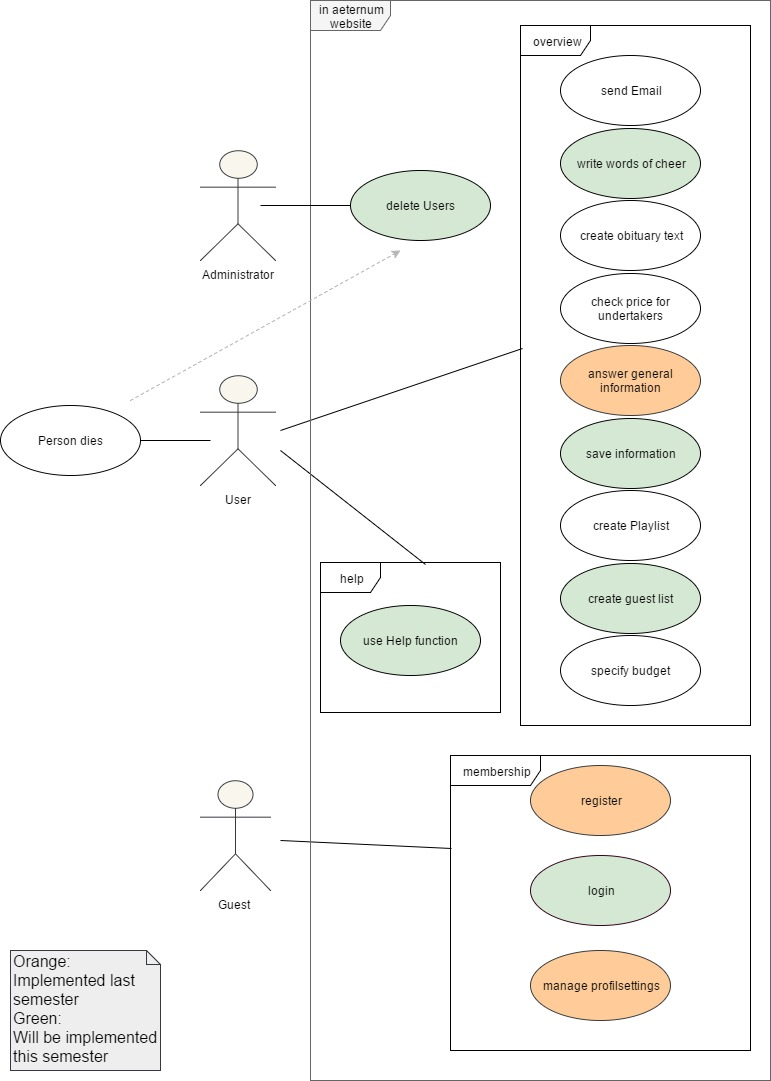 in aeternum
website
overview
send Email
write words of cheer
delete Users
create obituary text
Administrator
check price for
undertakers
answer general
information
Person dies
save information
User
create Playlist
help
create guest list
use Help function
specify budget
membership
register
login
Guest
manage profilsettings
Orange:
Implemented last
semester
Green:
Will be implemented
this semester